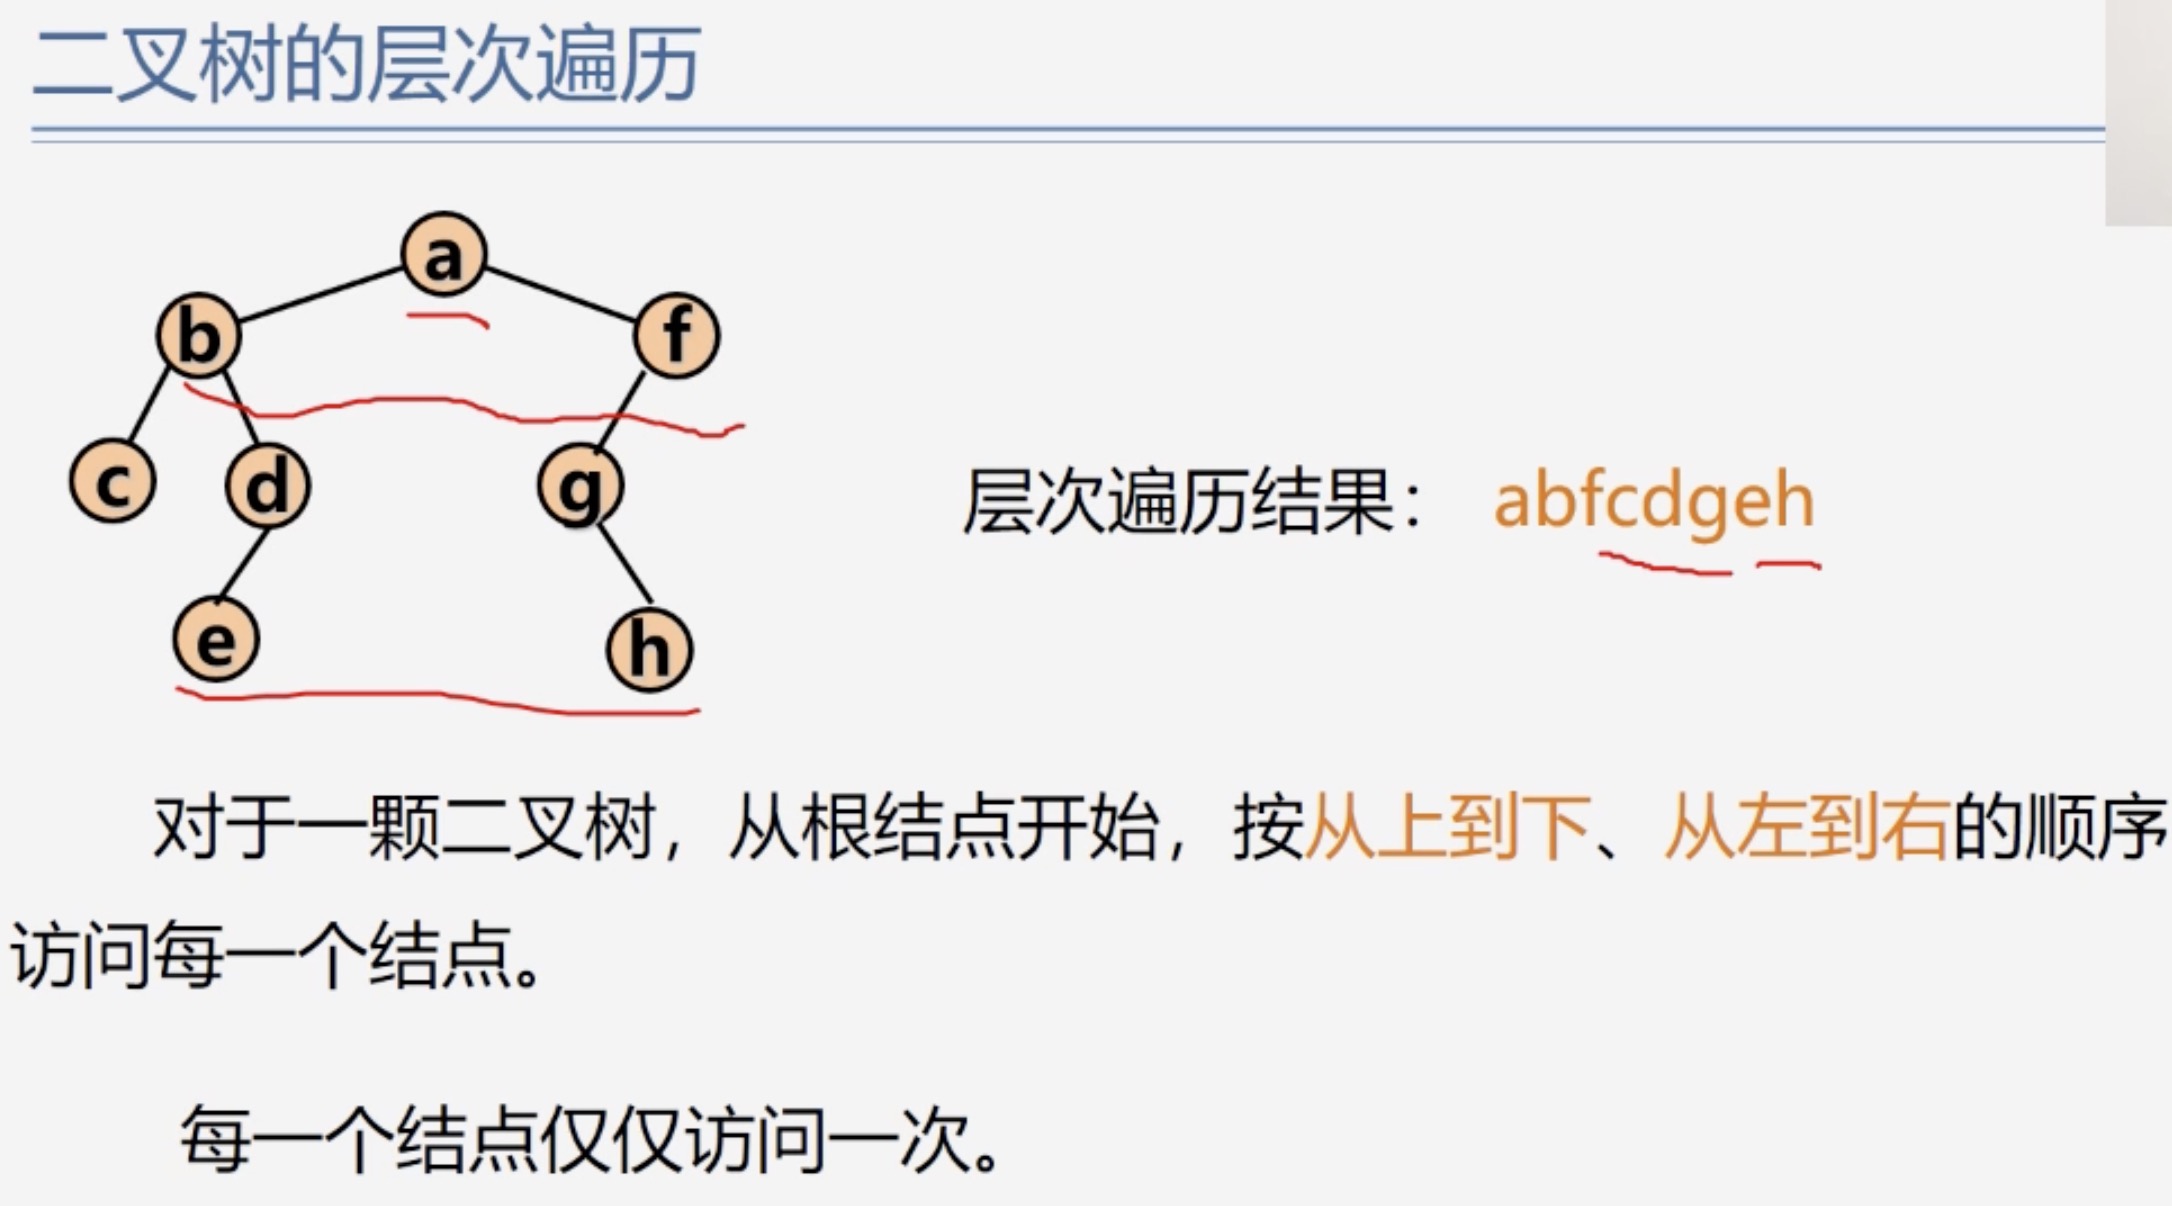 二叉树的层次遍历
a
b
f
c
d
g
e
h
层次遍历结果： abfcdgeh
对于一颗二叉树，从根结点开始，按从上到下、从左到右的顺序
访问每一个结点。
每一个结点仅仅访问一次。